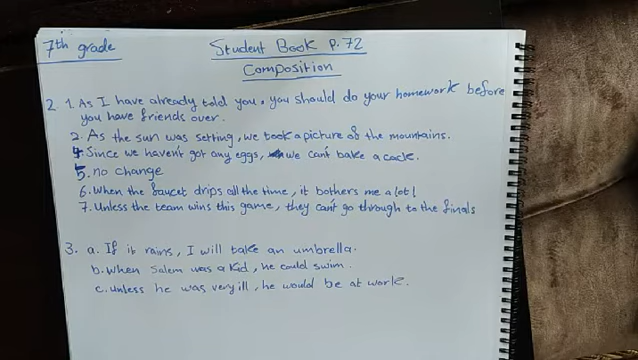 7th grade
Student Book p.72
Composition
2. 1. As I have already told you, you should do your homework before
you have friends over.
2. As the sun was setting, we took a picture of the mountains.
4. Since we haven't got any eggs, we can't bake a cack.
5. no change
6. When the faucet drips all the time, it bothers me a lot!
7. Unless the team wins this game, they can't go through to the finals
3. a. If it rains, I will take an umbrella.
b. When Salem was a kid, he could swim.
c. Unless he was very ill, he would be at work.